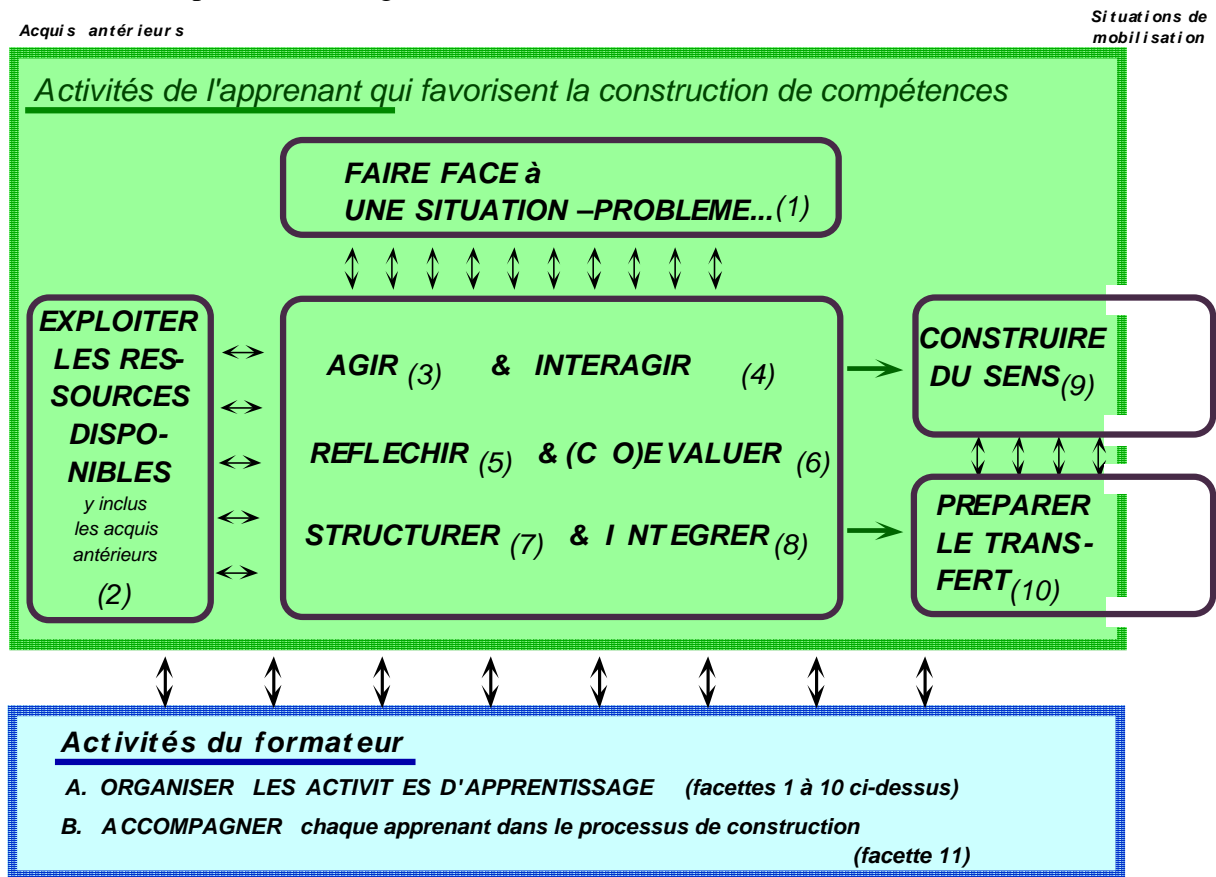 Acquis antérieurs
Situations de
mobilisation
Activités de l'apprenant qui favorisent la construction de compétences
FAIRE FACE à
UNE SITUATION –PROBLEME...(1)
EXPLOITER
LES RES-
SOURCES
DISPO-
NIBLES
y inclus
les acquis
antérieurs
(2)
AGIR (3) & INTERAGIR (4)
REFLECHIR (5) & (C O)EVALUER (6)
STRUCTURER (7) & INTEGRER (8)
CONSTRUIRE
DU SENS(9)
PREPARER
LE TRANS-
FERT(10)
Activités du formateur
A. ORGANISER LES ACTIVIT ES D'APPRENTISSAGE (facettes 1 à 10 ci-dessus)
B. ACCOMPAGNER chaque apprenant dans le processus de construction
(facette 11)